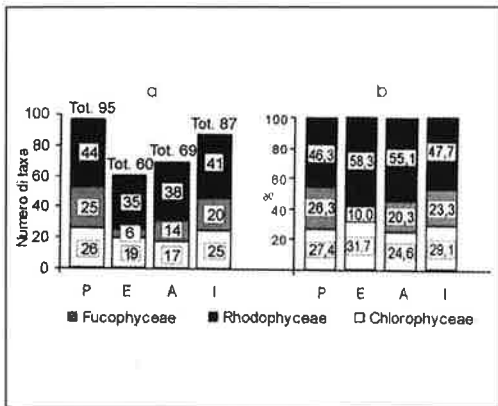 a b
Tot. 95 Tot. 60 Tot. 69 Tot. 87
Numero di taxa
100
80
60
40
20
0
44 35 38 41
25 6 14 20
26 19 17 25
P E A I
%
100
80
60
40
20
46,3 58,3 55,1 47,7
26,3 10,0 20,3 23,3
27,4 31,7 24,6 29,1
P E A I
Fucophyceae Rhodophyceae Chlorophyceae